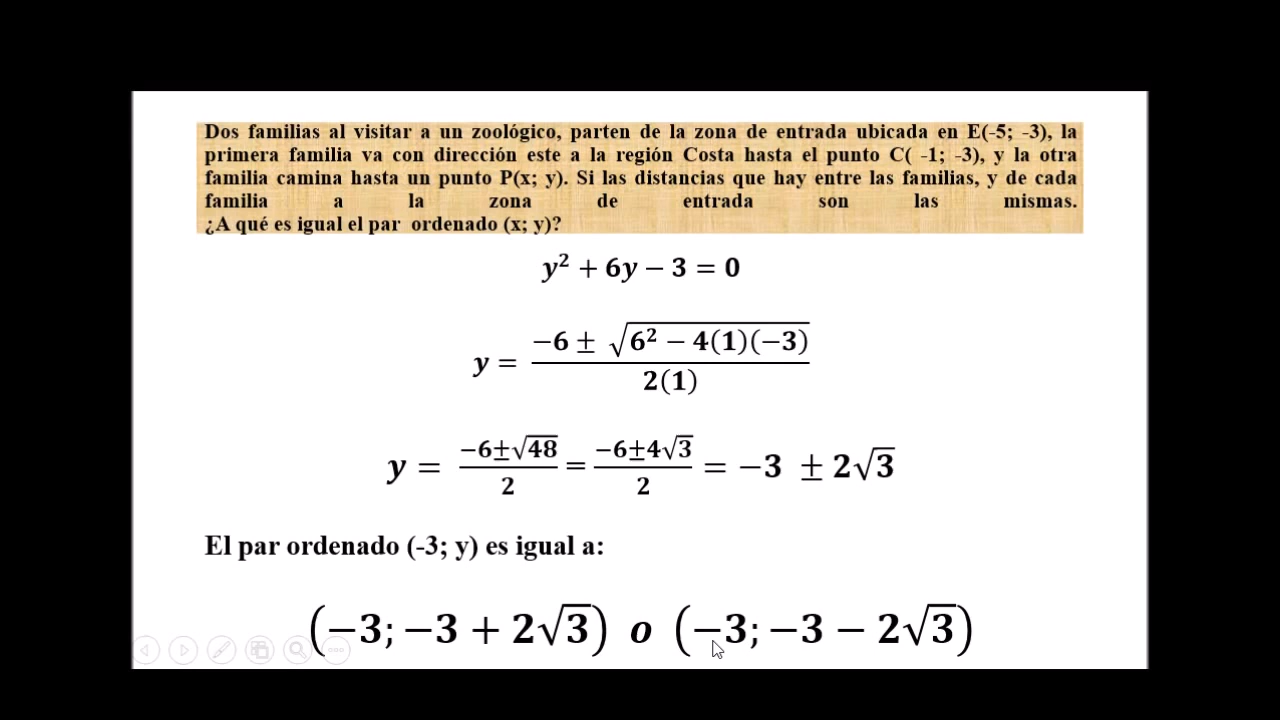 Dos familias al visitar a un zoológico, parten de la zona de entrada ubicada en E(-5; -3), la
primera familia va con dirección este a la región Costa hasta el punto C( -1; -3), y la otra
familia camina hasta un punto P(x; y). Si las distancias que hay entre las familias, y de cada
familia a la zona de entrada son las mismas.
¿A qué es igual el par ordenado (x; y)?
y² + 6y − 3 = 0
y = (−6 ± √(6² − 4(1)(−3))) / 2(1)
y = (−6±√48)/2 = (−6±4√3)/2 = −3 ± 2√3
El par ordenado (-3; y) es igual a:
(−3; −3 + 2√3) o (−3; −3 − 2√3)